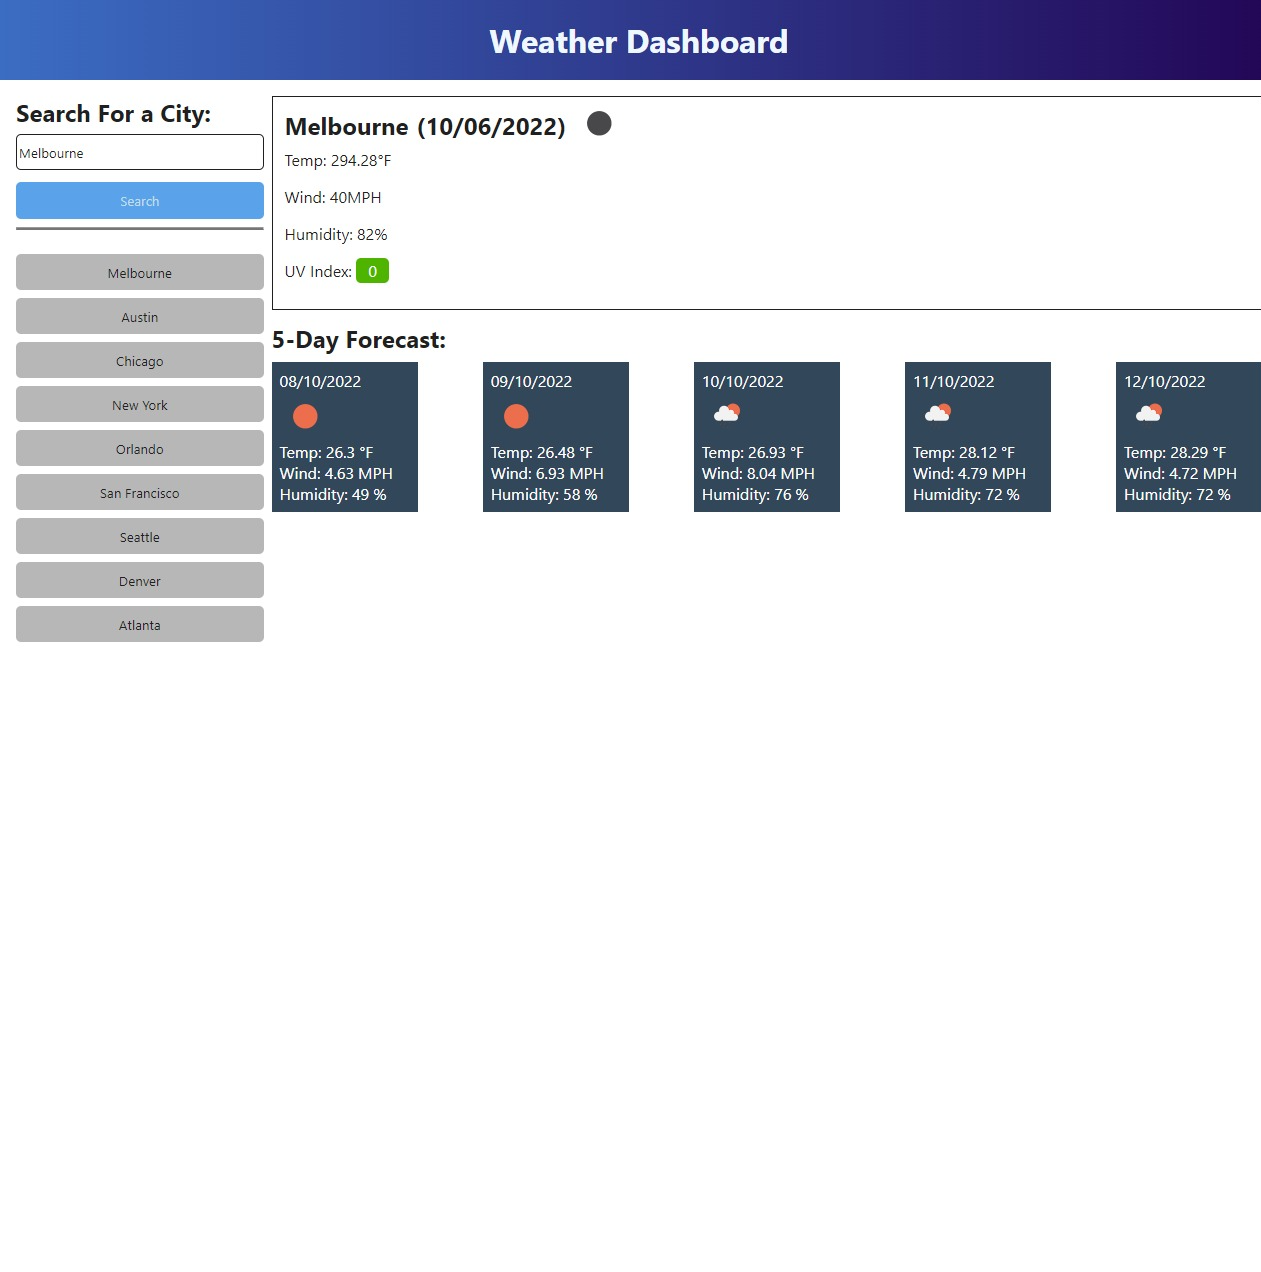 Weather Dashboard
Search For a City:
Melbourne
Search
Melbourne
Austin
Chicago
New York
Orlando
San Francisco
Seattle
Denver
Atlanta
Melbourne (10/06/2022)
Temp: 294.28°F
Wind: 40MPH
Humidity: 82%
UV Index: 0
5-Day Forecast:
08/10/2022
Temp: 26.3 °F
Wind: 4.63 MPH
Humidity: 49 %
09/10/2022
Temp: 26.48 °F
Wind: 6.93 MPH
Humidity: 58 %
10/10/2022
Temp: 26.93 °F
Wind: 8.04 MPH
Humidity: 76 %
11/10/2022
Temp: 28.12 °F
Wind: 4.79 MPH
Humidity: 72 %
12/10/2022
Temp: 28.29 °F
Wind: 4.72 MPH
Humidity: 72 %